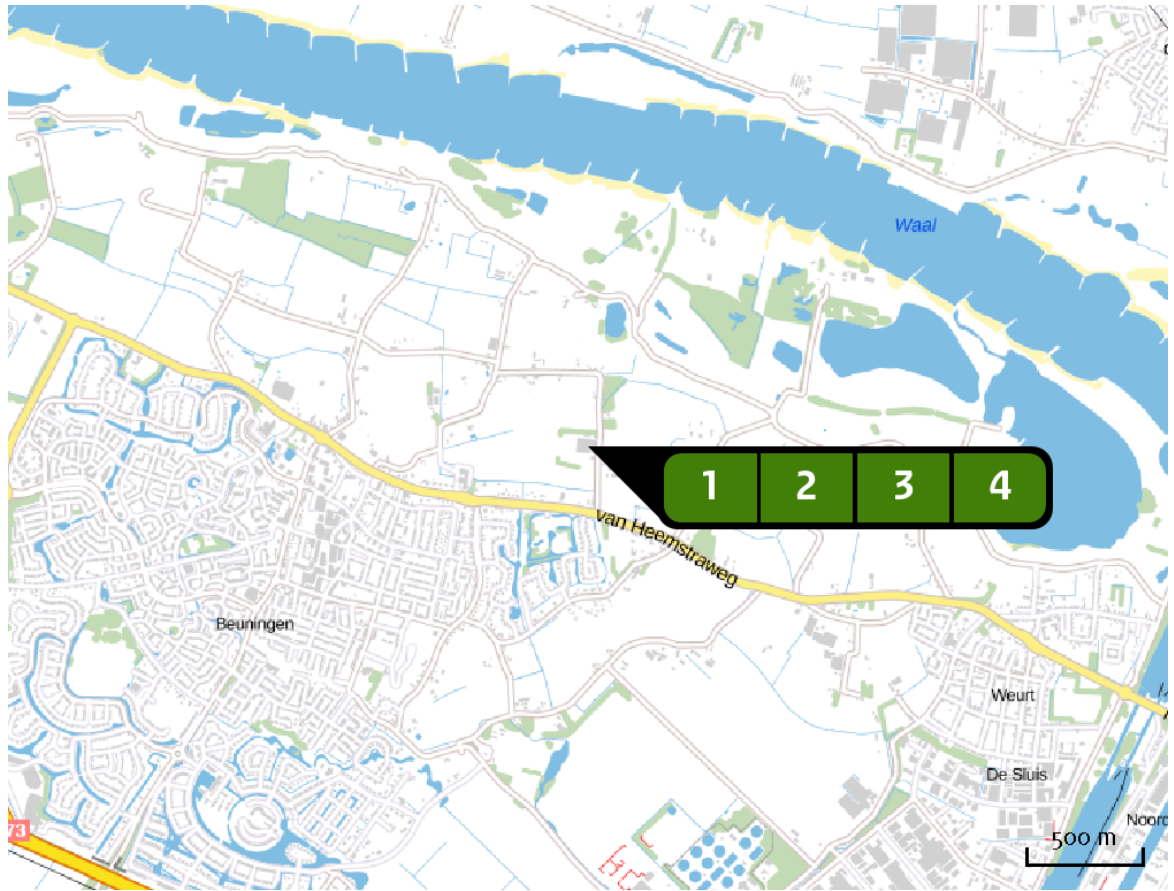 Waal
1 2 3 4
van Heemstraweg
Beuningen
Weurt
De Sluis
Noord
73
500 m